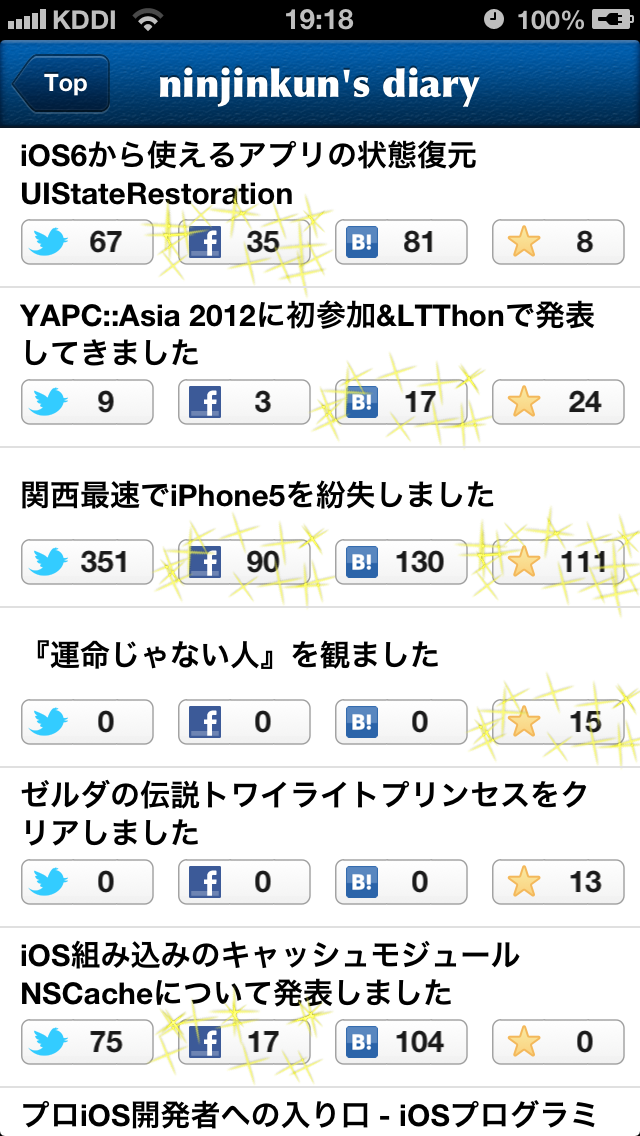 KDDI 19:18 100%
Top ninjinkun's diary
iOS6から使えるアプリの状態復元
UIStateRestoration
67 f 35 B! 81 8
YAPC::Asia 2012に初参加&LTThonで発表
してきました
9 f 3 B! 17 24
関西最速でiPhone5を紛失しました
351 f 90 B! 130 111
『運命じゃない人』を観ました
0 f 0 B! 0 15
ゼルダの伝説トワイライトプリンセスをク
リアしました
0 f 0 B! 0 13
iOS組み込みのキャッシュモジュール
NSCacheについて発表しました
75 f 17 B! 104 0
プロiOS開発者への入り口 - iOSプログラミ